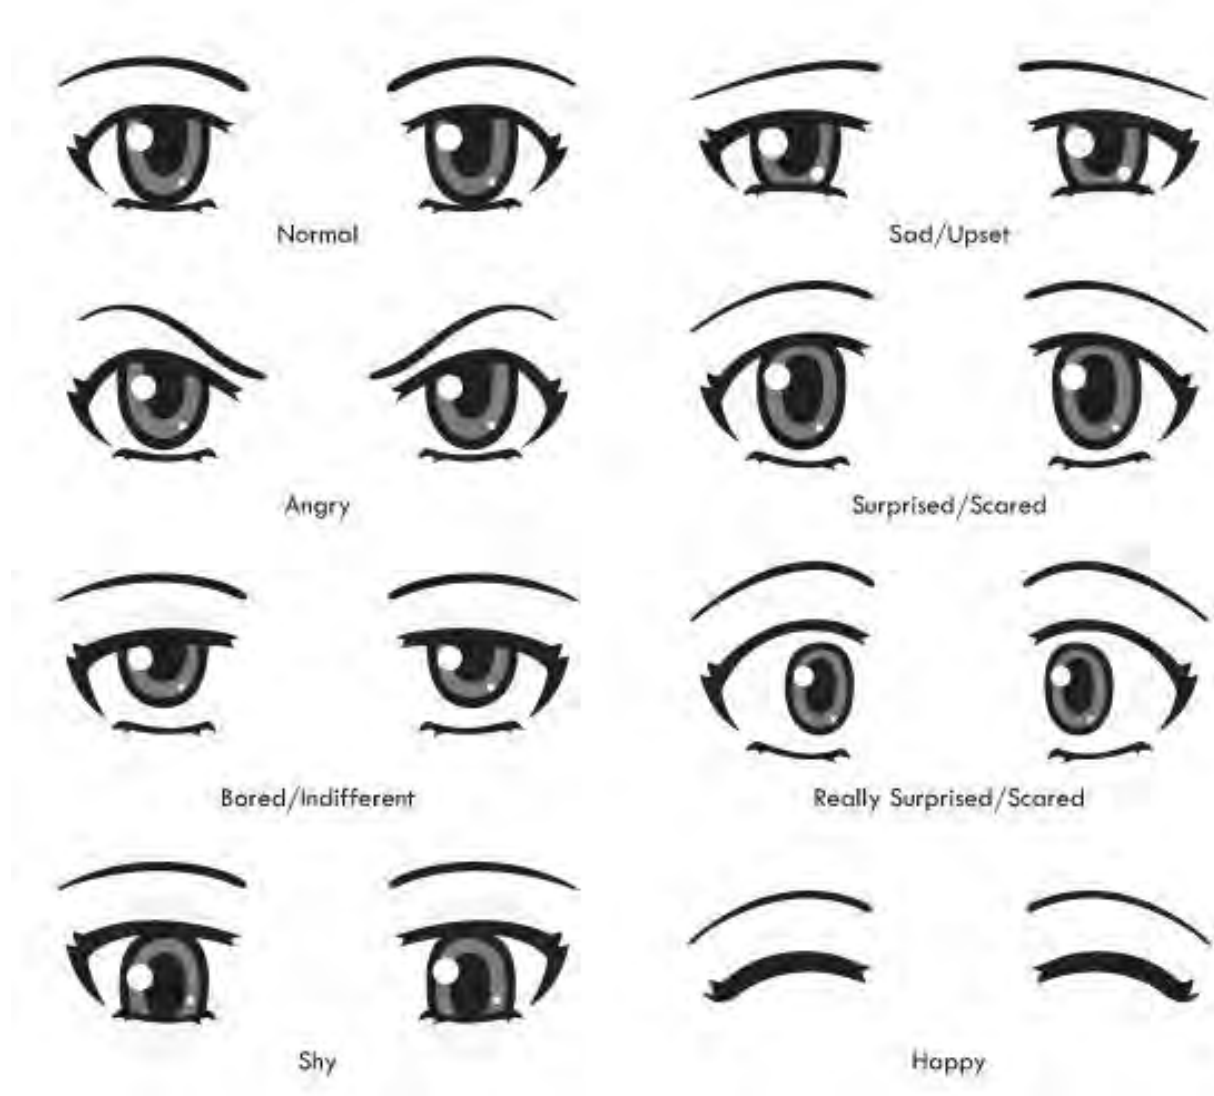 Normal
Sad/Upset
Angry
Surprised/Scared
Bored/Indifferent
Really Surprised/Scared
Shy
Happy